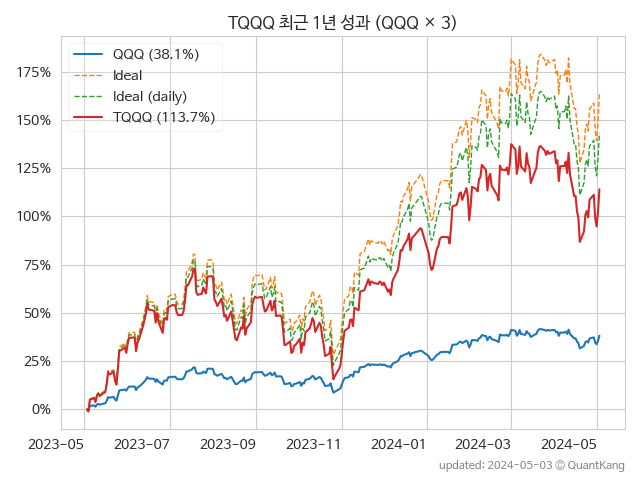 TQQQ 최근 1년 성과 (QQQ × 3)
QQQ (38.1%)
Ideal
Ideal (daily)
TQQQ (113.7%)
175%
150%
125%
100%
75%
50%
25%
0%
2023-05 2023-07 2023-09 2023-11 2024-01 2024-03 2024-05
updated: 2024-05-03 ⓒ QuantKang